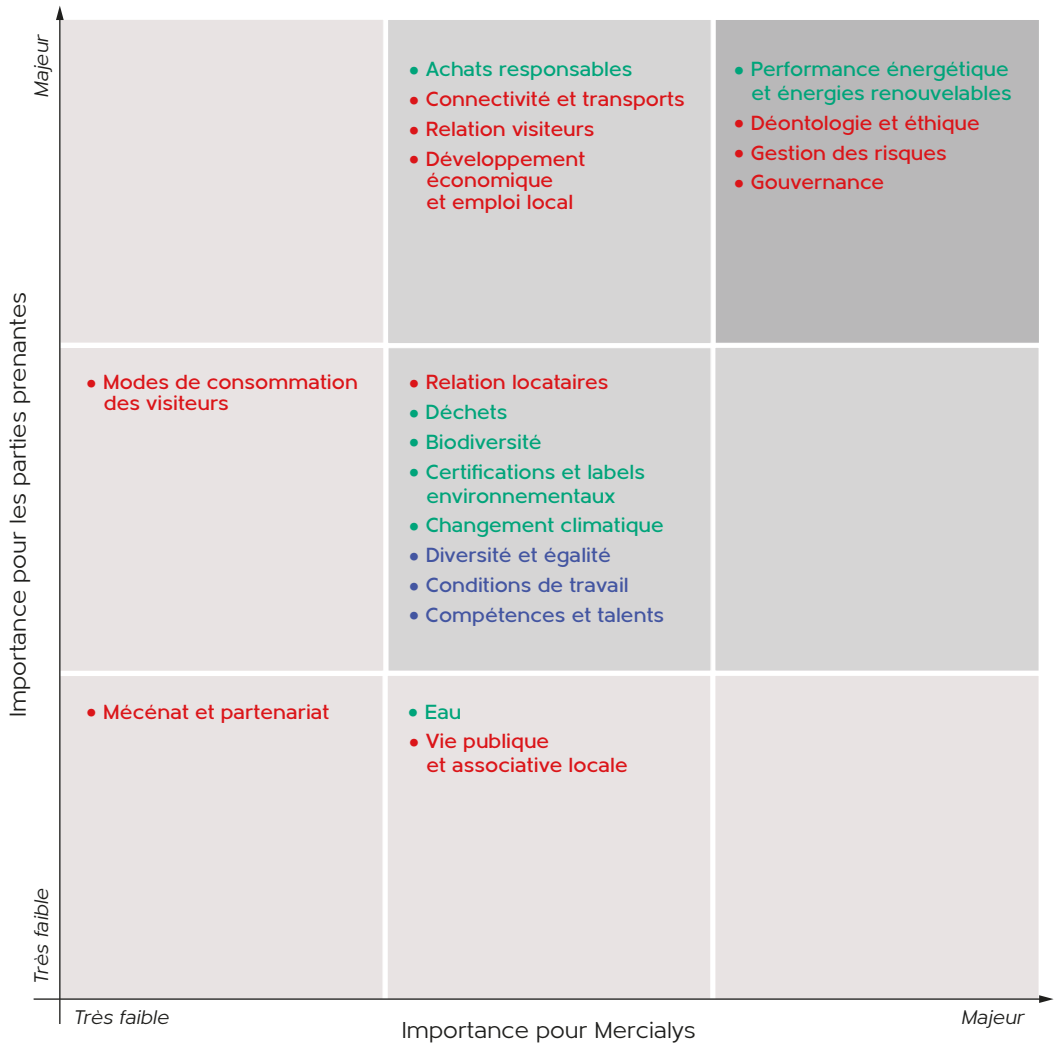 Majeur
Importance pour les parties prenantes
Très faible
• Achats responsables
• Connectivité et transports
• Relation visiteurs
• Développement
économique
et emploi local
• Performance énergétique
et énergies renouvelables
• Déontologie et éthique
• Gestion des risques
• Gouvernance
• Modes de consommation
des visiteurs
• Relation locataires
• Déchets
• Biodiversité
• Certifications et labels
environnementaux
• Changement climatique
• Diversité et égalité
• Conditions de travail
• Compétences et talents
• Mécénat et partenariat
• Eau
• Vie publique
et associative locale
Très faible
Importance pour Mercialys
Majeur